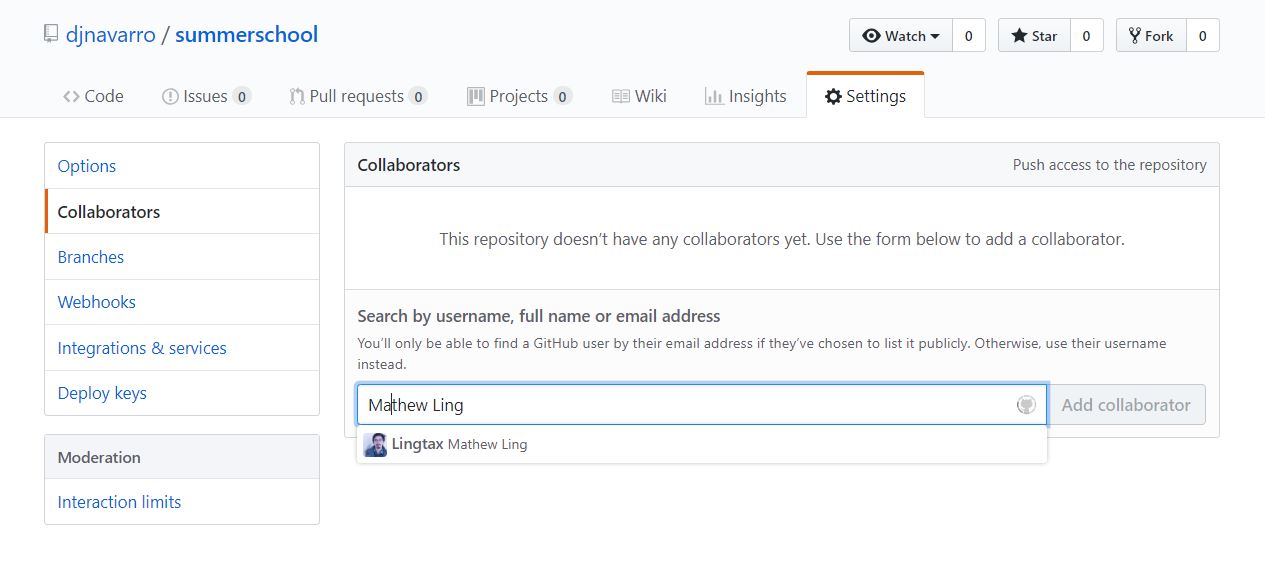 djnavarro / summerschool
Watch 0 Star 0 Fork 0
Code Issues 0 Pull requests 0 Projects 0 Wiki Insights Settings
Options
Collaborators
Branches
Webhooks
Integrations & services
Deploy keys
Moderation
Interaction limits
Collaborators Push access to the repository
This repository doesn’t have any collaborators yet. Use the form below to add a collaborator.
Search by username, full name or email address
You’ll only be able to find a GitHub user by their email address if they’ve chosen to list it publicly. Otherwise, use their username
instead.
Mathew Ling Add collaborator
Lingtax Mathew Ling